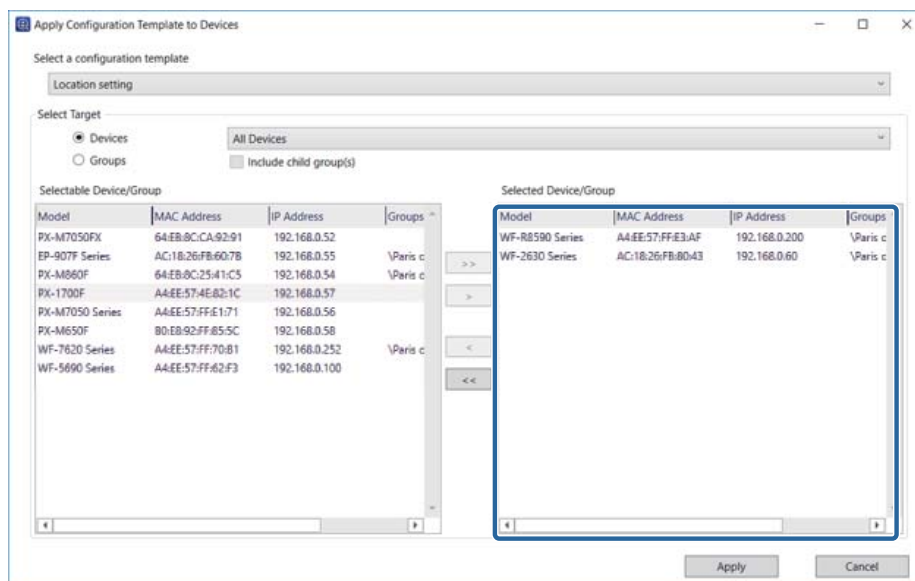 Apply Configuration Template to Devices
Select a configuration template
Location setting
Select Target
Devices
All Devices
Groups
Include child group(s)
Selectable Device/Group
Model MAC Address IP Address Groups
PX-M7050FX 64:EB:8C:CA:92:91 192.168.0.52
EP-907F Series AC:18:26:FB:60:7B 192.168.0.55 \Paris c
PX-M860F 64:EB:8C:25:41:C5 192.168.0.54 \Paris c
PX-1700F A4:EE:57:4E:82:1C 192.168.0.57
PX-M7050 Series A4:EE:57:FF:E1:71 192.168.0.56
PX-M650F B0:E8:92:FF:85:5C 192.168.0.58
WF-7620 Series A4:EE:57:FF:70:81 192.168.0.252 \Paris c
WF-5690 Series A4:EE:57:FF:62:F3 192.168.0.100
>>
>
<
<<
Selected Device/Group
Model MAC Address IP Address Groups
WF-R8590 Series A4:EE:57:FF:E3:AF 192.168.0.200 \Paris c
WF-2630 Series AC:18:26:FB:80:43 192.168.0.60 \Paris c
Apply Cancel